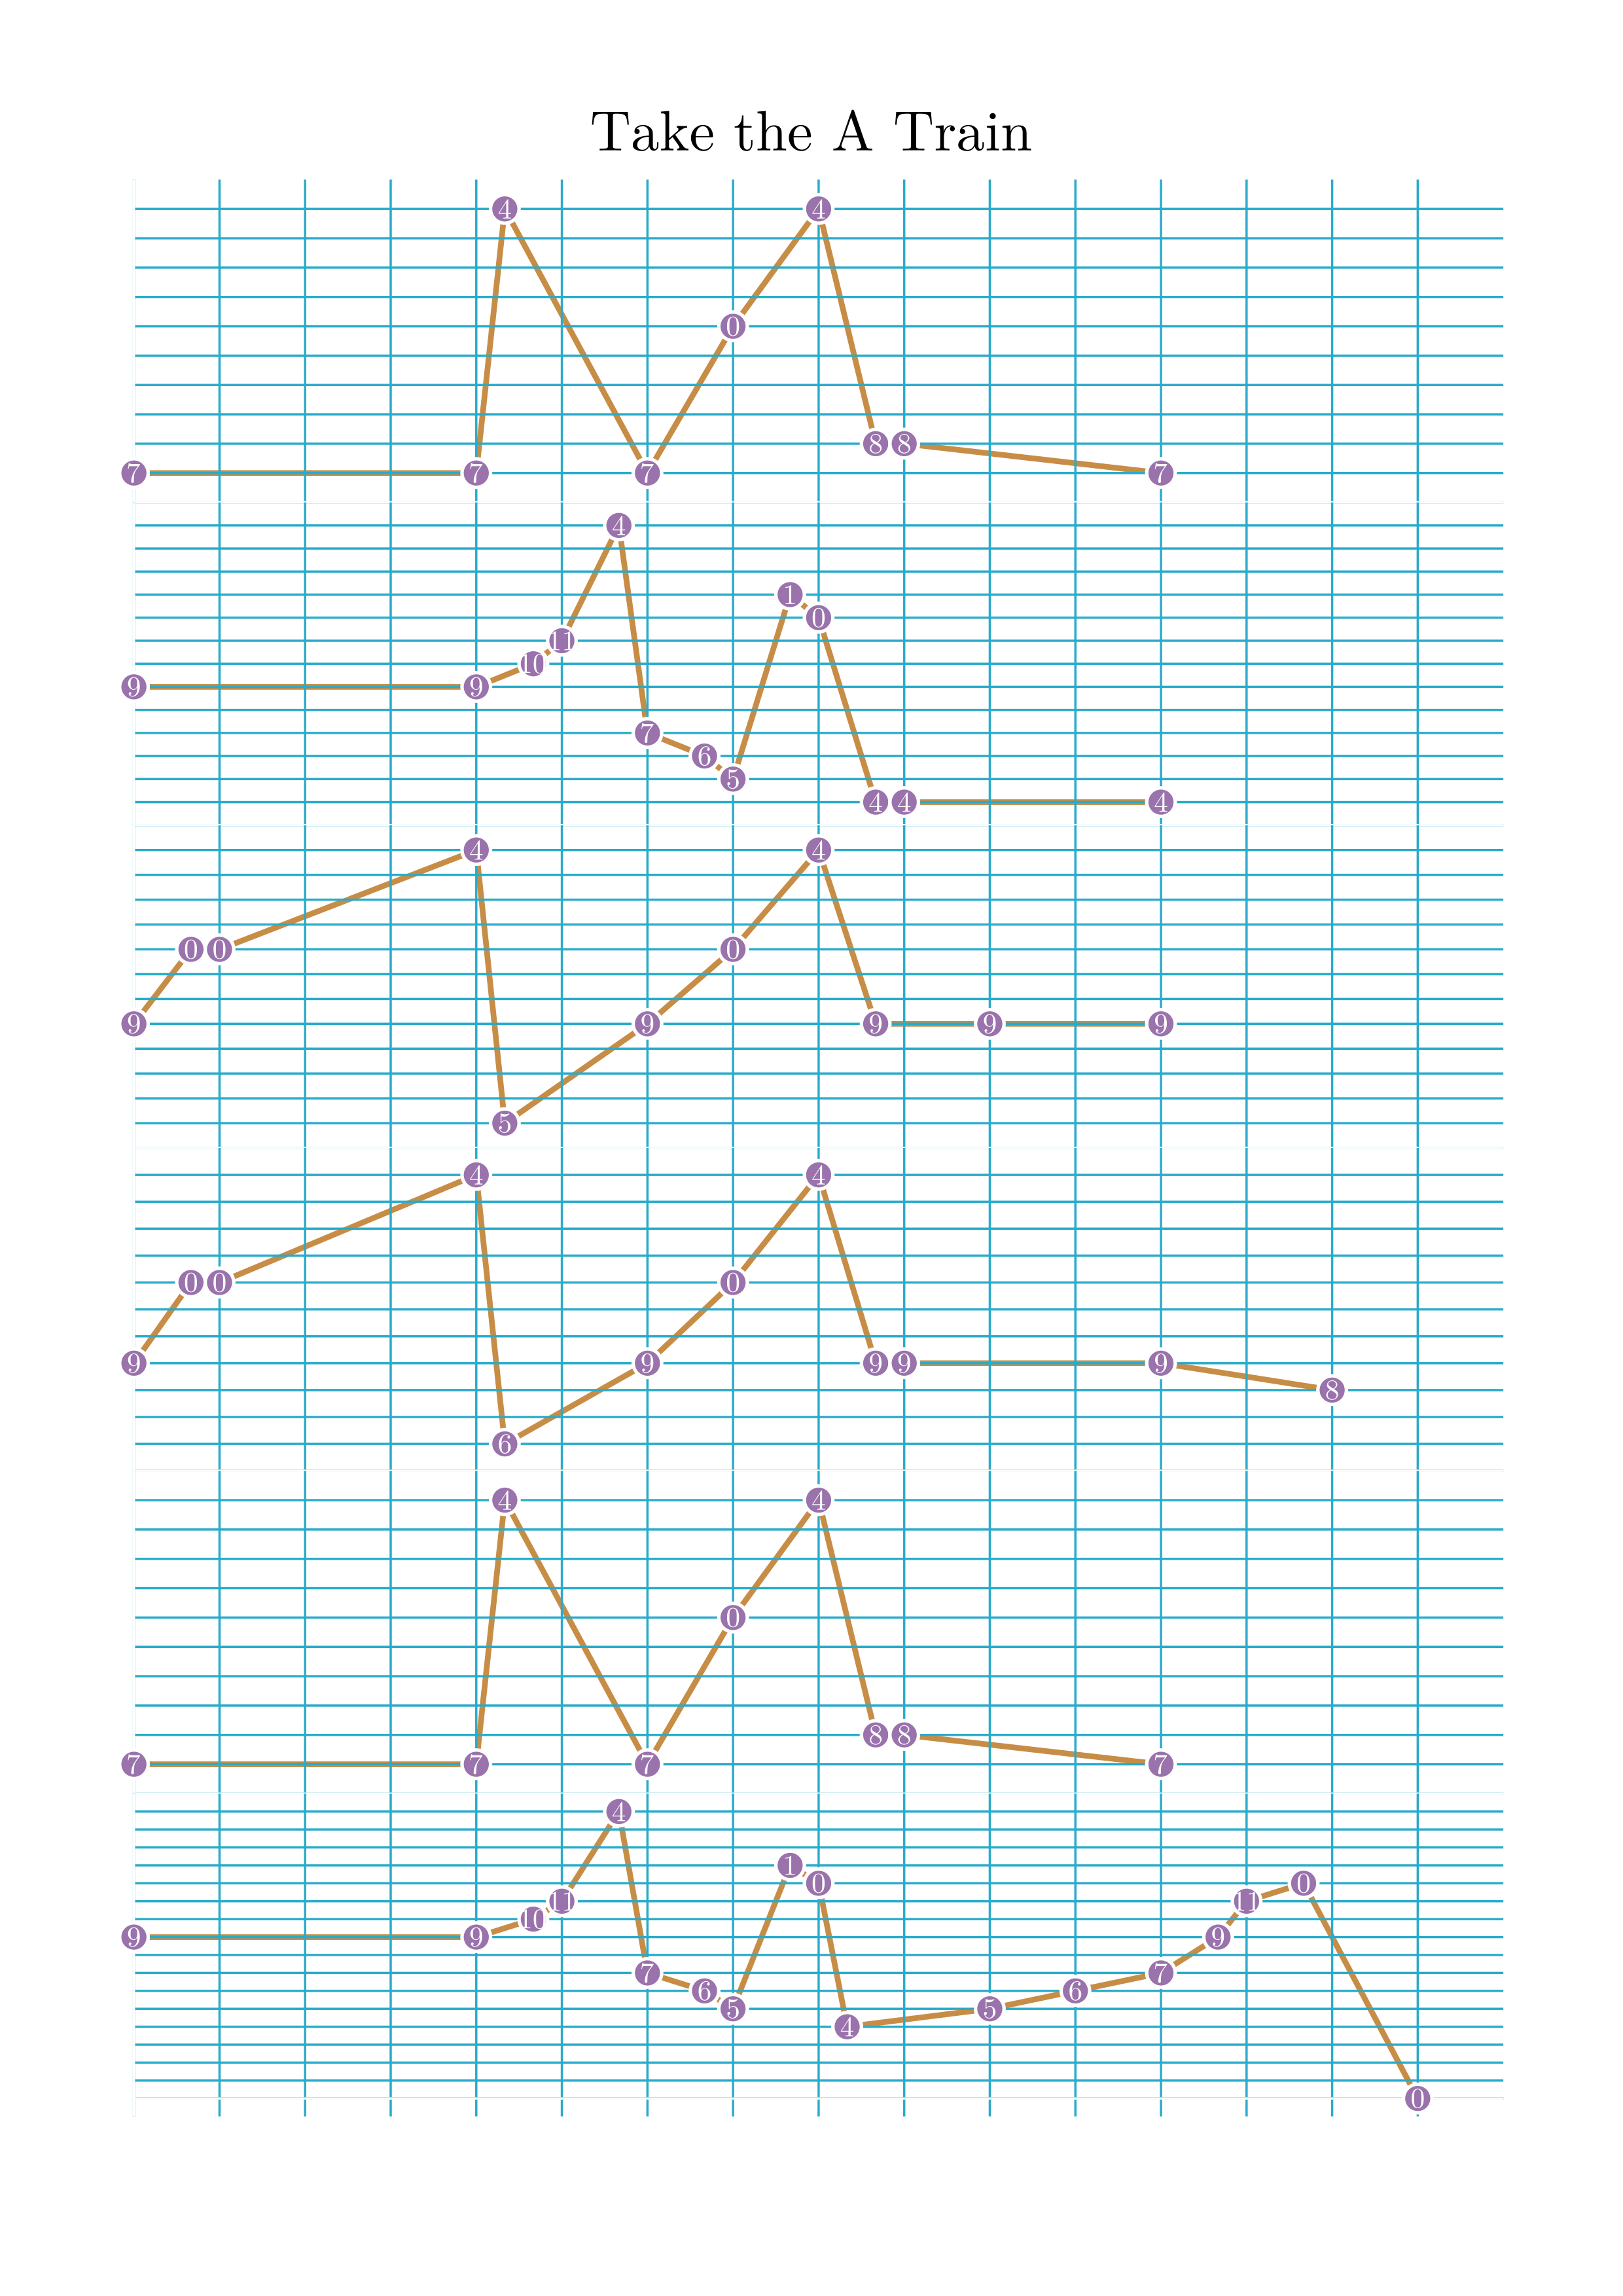 Take the A Train
7 7 4 7 0 4 8 8 7
9 9 10 11 4 7 6 5 1 0 4 4 4
9 0 0 4 5 9 0 4 9 9 9
9 0 0 4 6 9 0 4 9 9 9 8
7 7 4 7 0 4 8 8 7
9 9 10 11 4 7 6 5 1 0 4 5 6 7 9 11 0 0